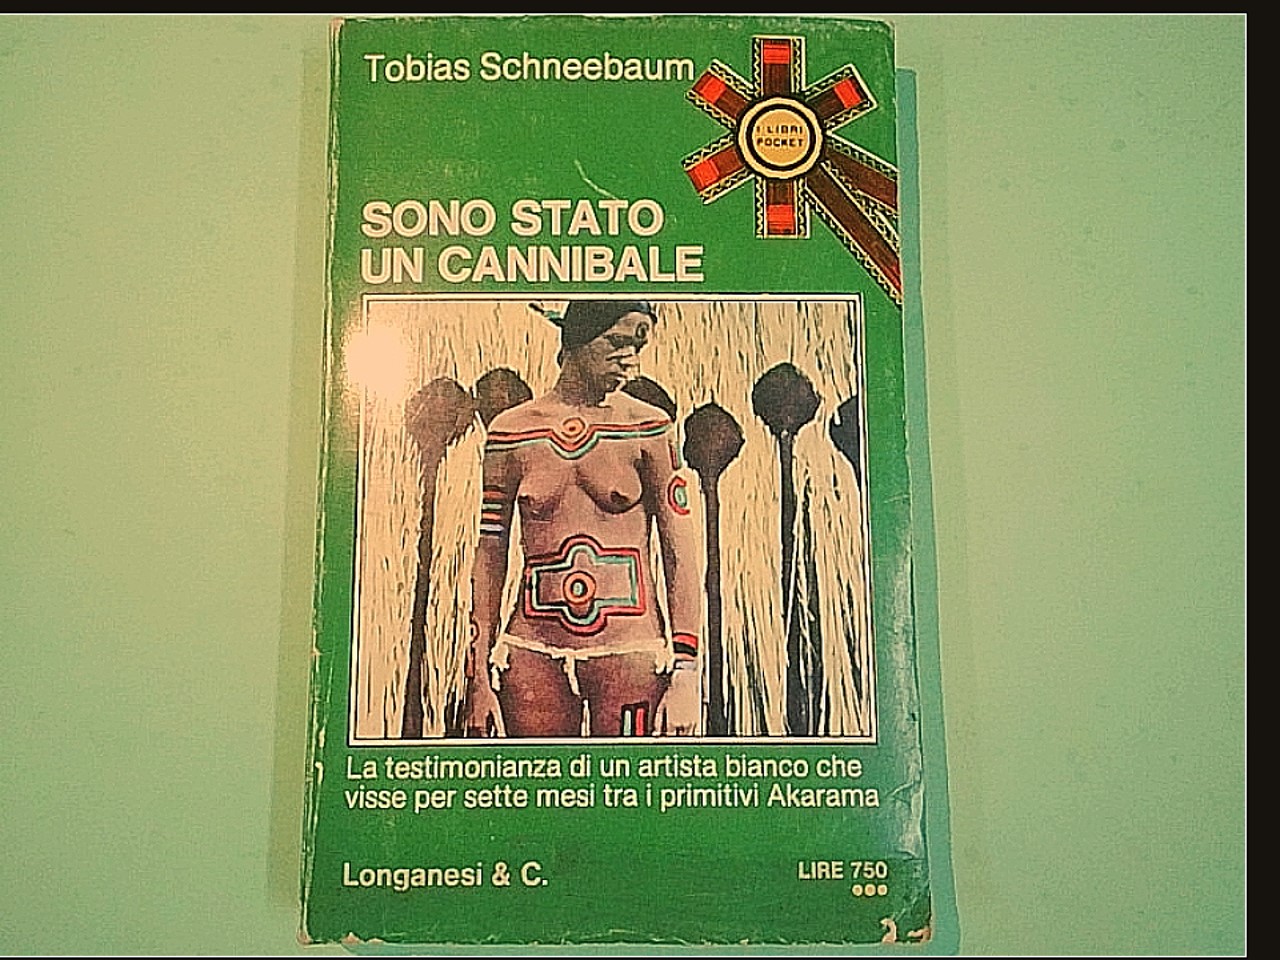 Tobias Schneebaum
I LIBRI
POCKET
SONO STATO
UN CANNIBALE
La testimonianza di un artista bianco che
visse per sette mesi tra i primitivi Akarama
Longanesi & C.
LIRE 750